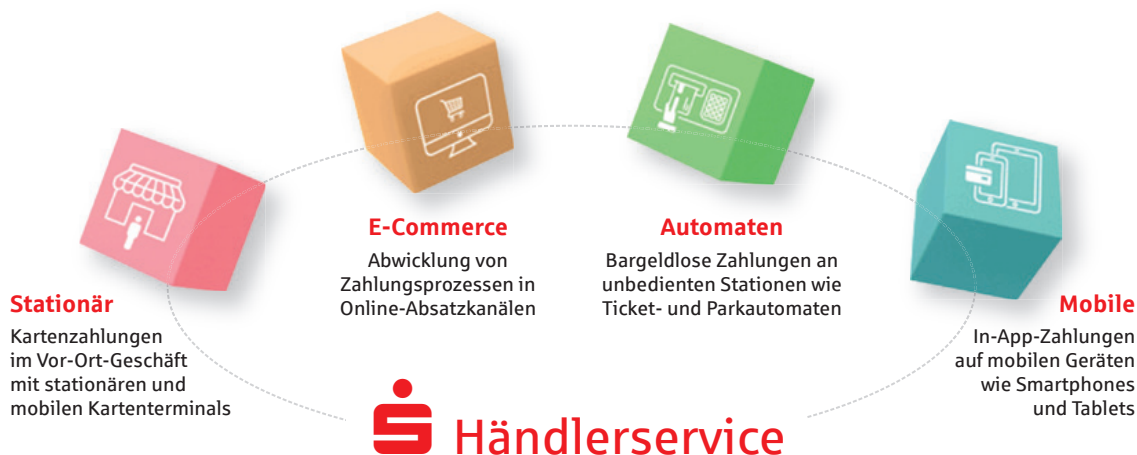 Stationär
Kartenzahlungen
im Vor-Ort-Geschäft
mit stationären und
mobilen Kartenterminals
E-Commerce
Abwicklung von
Zahlungsprozessen in
Online-Absatzkanälen
Automaten
Bargeldlose Zahlungen an
unbedienten Stationen wie
Ticket- und Parkautomaten
Mobile
In-App-Zahlungen
auf mobilen Geräten
wie Smartphones
und Tablets
Händlerservice